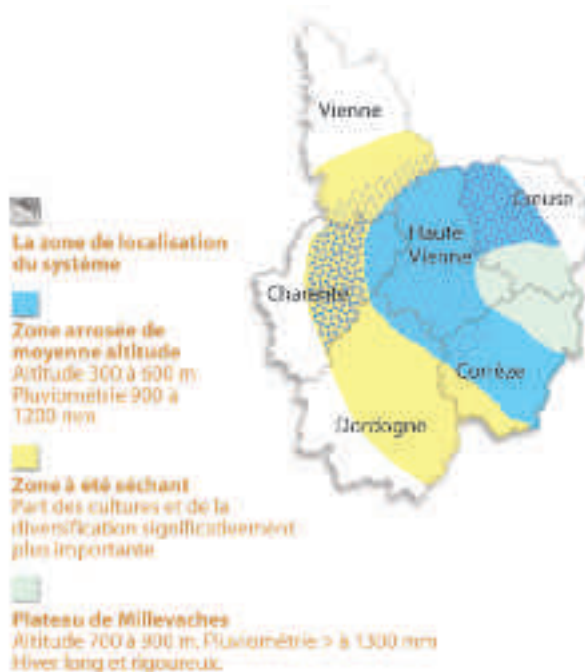 Vienne
Creuse
Haute
Vienne
Charente
Corrèze
Dordogne
La zone de localisation
du système
Zone arrosée de
moyenne altitude
Altitude 300 à 600 m
Pluviométrie 900 à
1200 mm
Zone à été séchant
Part des cultures et de la
diversification significativement
plus importante
Plateau de Millevaches
Altitude 700 à 900 m, Pluviométrie > à 1300 mm
Hiver long et rigoureux.